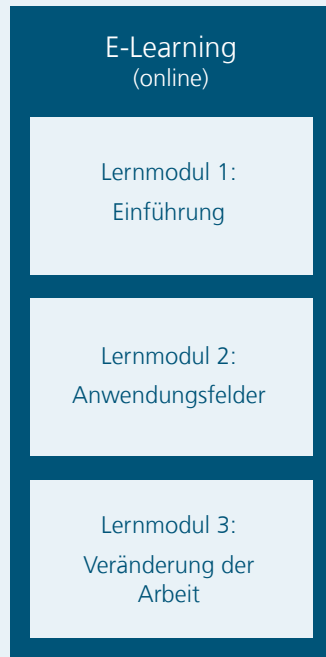 E-Learning
(online)
Lernmodul 1:
Einführung
Lernmodul 2:
Anwendungsfelder
Lernmodul 3:
Veränderung der
Arbeit